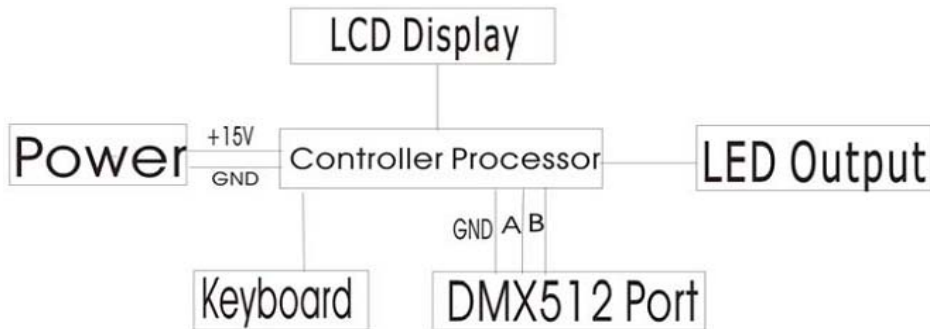 LCD Display
+15V
Power
Controller Processor
LED Output
GND
GND A B
Keyboard
DMX512 Port